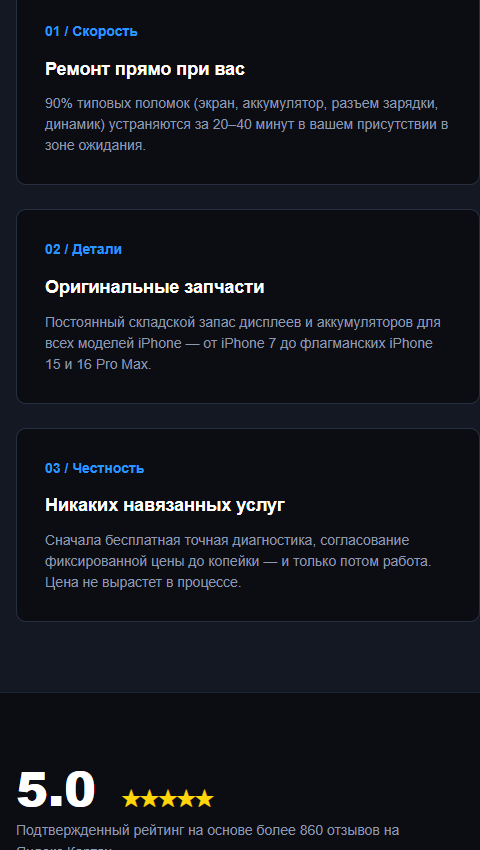 01 / Скорость
Ремонт прямо при вас
90% типовых поломок (экран, аккумулятор, разъем зарядки,
динамик) устраняются за 20–40 минут в вашем присутствии в
зоне ожидания.
02 / Детали
Оригинальные запчасти
Постоянный складской запас дисплеев и аккумуляторов для
всех моделей iPhone — от iPhone 7 до флагманских iPhone
15 и 16 Pro Max.
03 / Честность
Никаких навязанных услуг
Сначала бесплатная точная диагностика, согласование
фиксированной цены до копейки — и только потом работа.
Цена не вырастет в процессе.
5.0 ★★★★★
Подтвержденный рейтинг на основе более 860 отзывов на